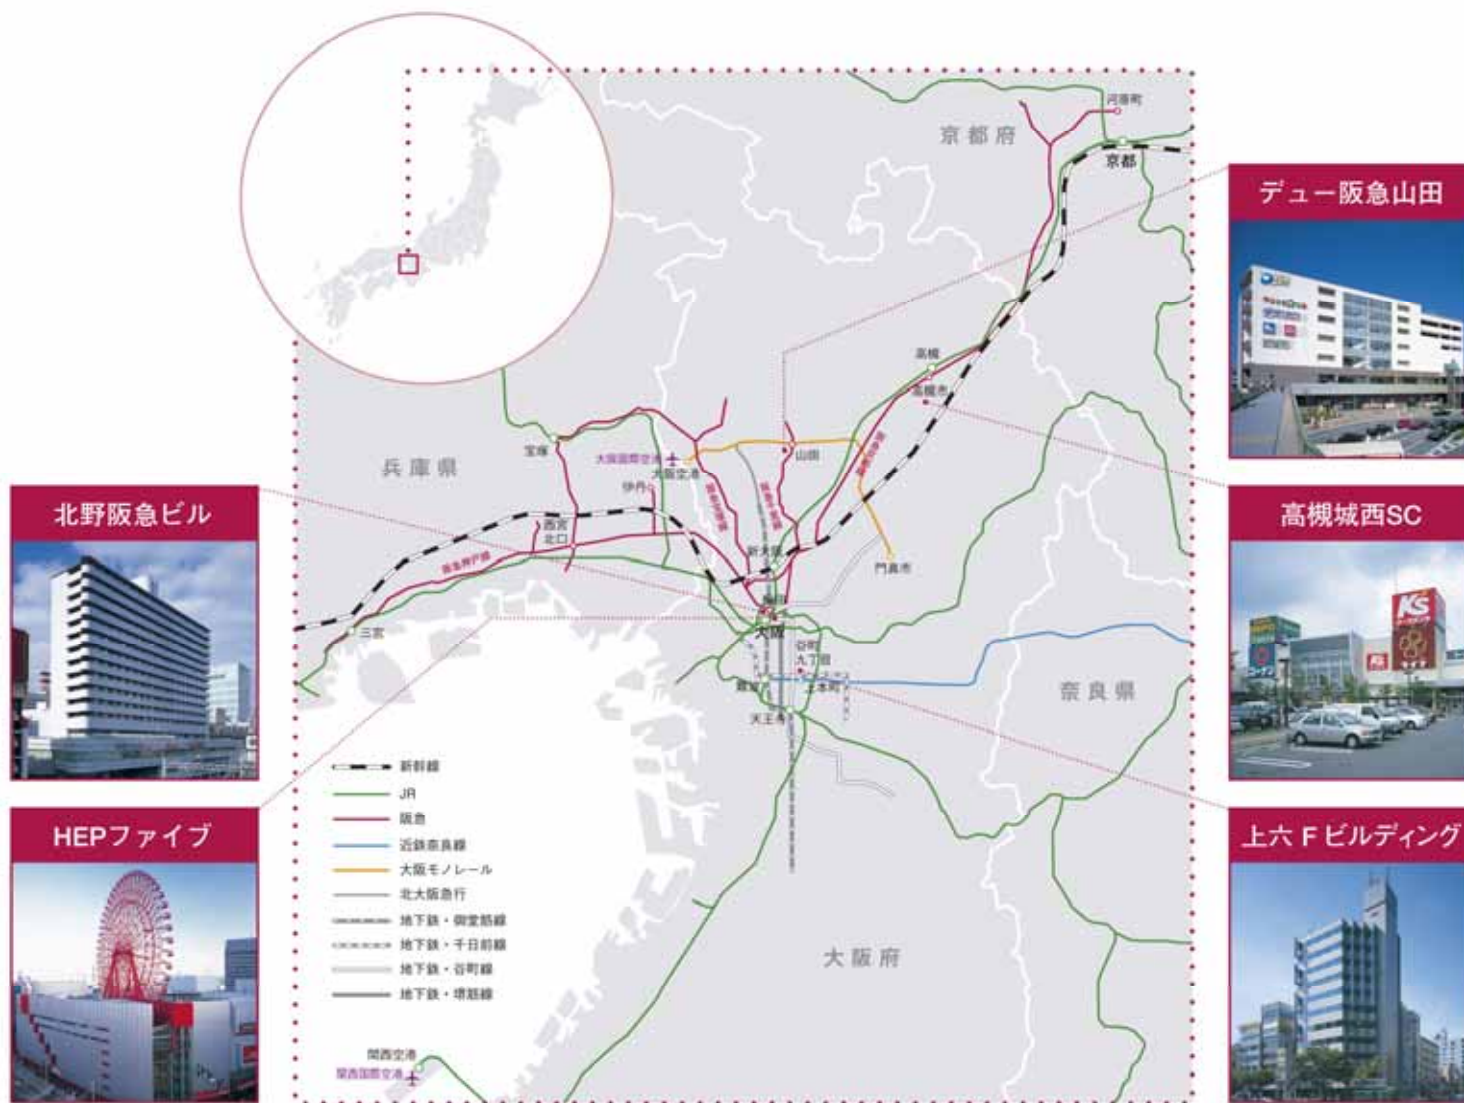 河原町
京都府
京都
デュー阪急山田
高槻
高槻市
宝塚
大阪国際空港
大阪空港
山田
兵庫県
伊丹
北野阪急ビル
西宮
北口
高槻城西SC
新大阪
門真市
阪急神戸線
K's
K's
三宮
大阪
谷町
九丁目
上本町
奈良県
天王寺
新幹線
JR
阪急
近鉄奈良線
大阪モノレール
北大阪急行
地下鉄・御堂筋線
地下鉄・千日前線
地下鉄・谷町線
地下鉄・堺筋線
HEPファイブ
上六 F ビルディング
大阪府
関西空港
関西国際空港